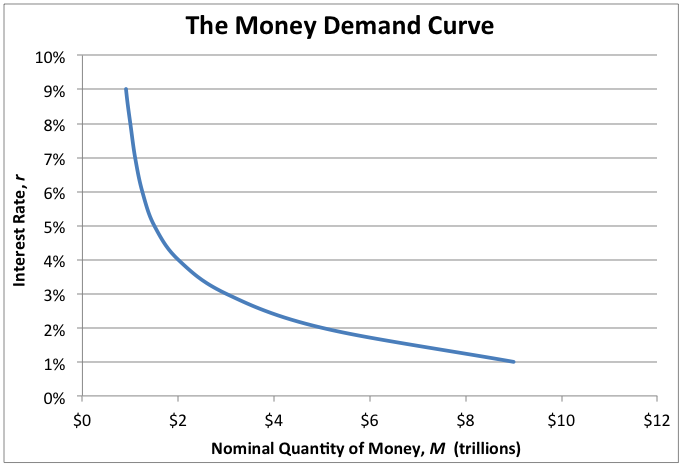 The Money Demand Curve
10%
9%
8%
7%
6%
5%
4%
3%
2%
1%
0%
Interest Rate, r
$0 $2 $4 $6 $8 $10 $12
Nominal Quantity of Money, M (trillions)